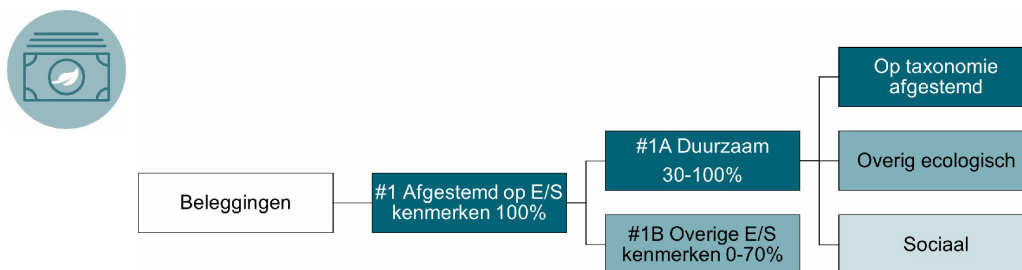 Op taxonomie
afgestemd
#1A Duurzaam
30-100%
Overig ecologisch
Beleggingen
#1 Afgestemd op E/S
kenmerken 100%
#1B Overige E/S
kenmerken 0-70%
Sociaal